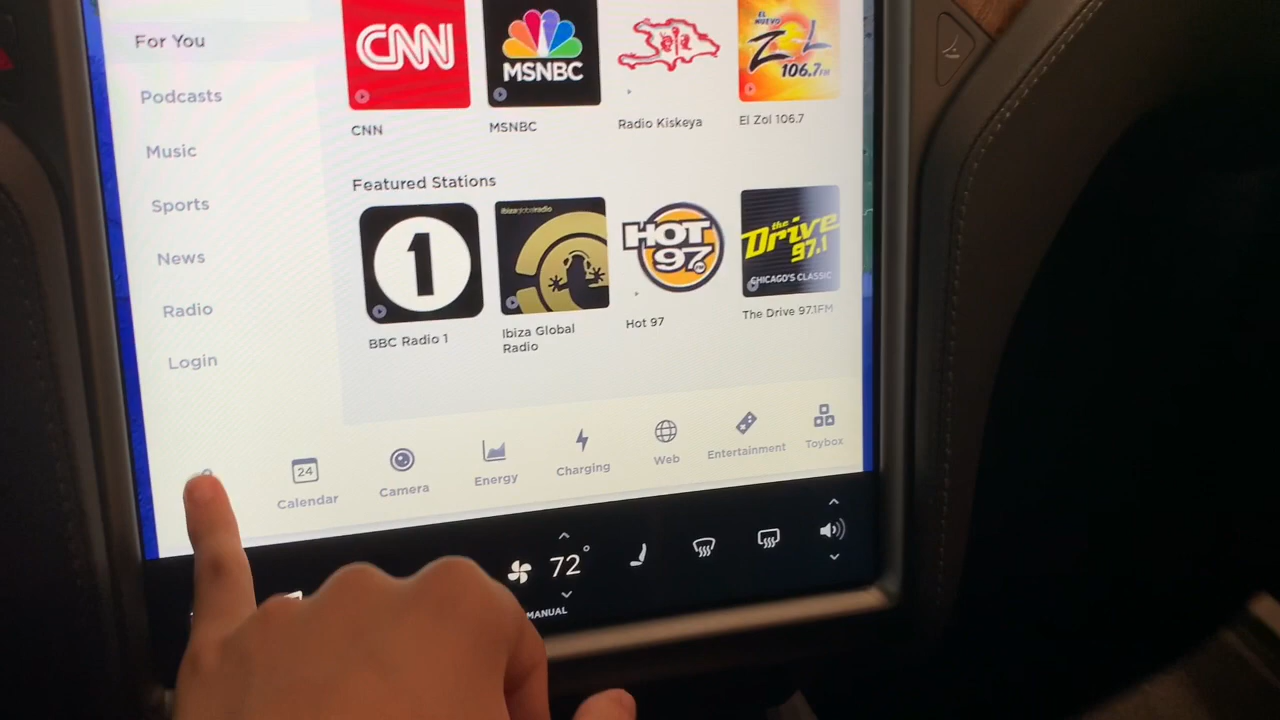 For You
Podcasts
Music
Sports
News
Radio
Login
CNN
MSNBC
EL NUEVO
ZOL
106.7FM
CNN
MSNBC
Radio Kiskeya
El Zol 106.7
Featured Stations
1
ibizaglobalradio
HOT
97
the
Drive
97.1
CHICAGO'S CLASSIC
BBC Radio 1
Ibiza Global
Radio
Hot 97
The Drive 97.1FM
24
Calendar
Camera
Energy
Charging
Web
Entertainment
Toybox
72°
MANUAL